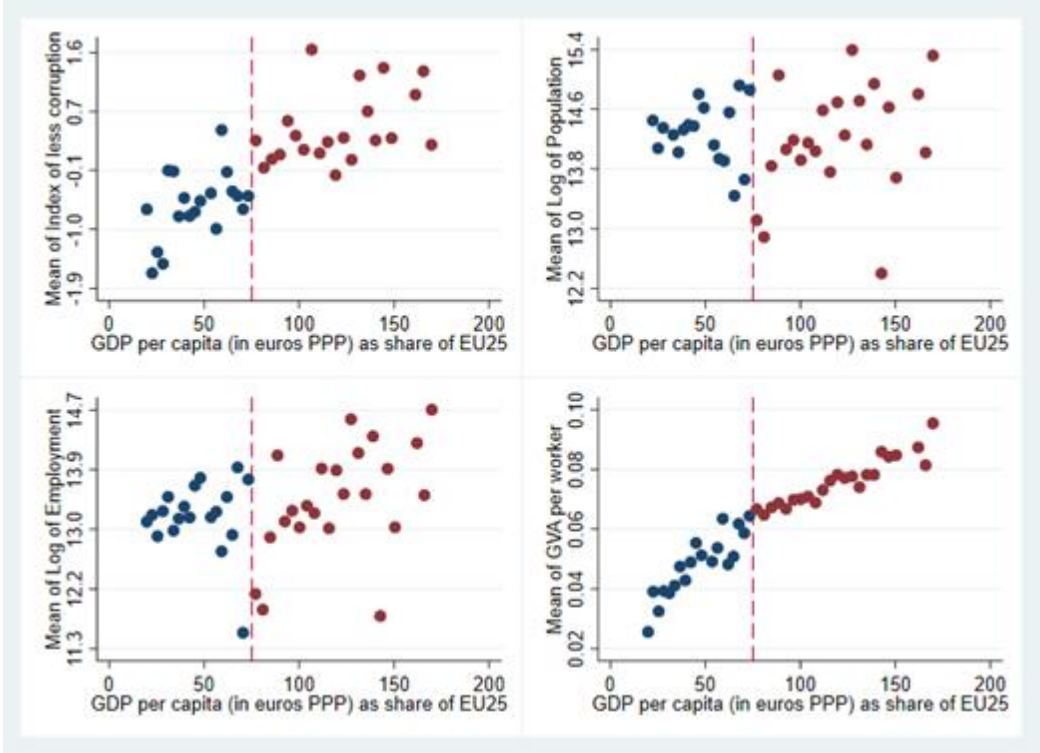 Mean of Index of less corruption
1.6
0.7
-0.1
-1.0
-1.9
0 50 100 150 200
GDP per capita (in euros PPP) as share of EU25
Mean of Log of Population
15.4
14.6
13.8
13.0
12.2
0 50 100 150 200
GDP per capita (in euros PPP) as share of EU25
Mean of Log of Employment
14.7
13.9
13.0
12.2
11.3
0 50 100 150 200
GDP per capita (in euros PPP) as share of EU25
Mean of GVA per worker
0.10
0.08
0.06
0.04
0.02
0 50 100 150 200
GDP per capita (in euros PPP) as share of EU25